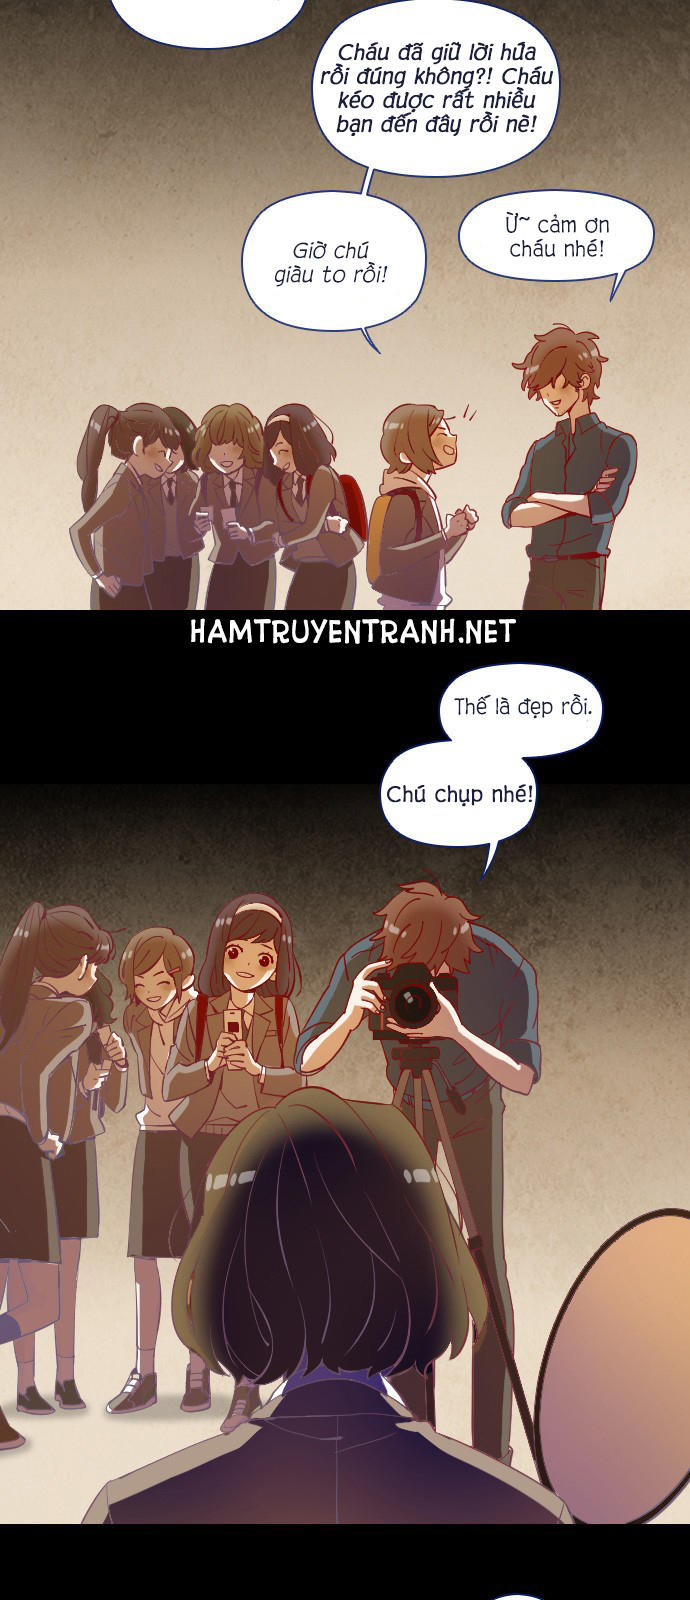 Cháu đã giữ lời hứa
rồi đúng không?! Cháu
kéo được rất nhiều
bạn đến đây rồi nè!
Giờ chú
giàu to rồi!
Ừ~ cảm ơn
cháu nhé!
HAMTRUYENTRANH.NET
Thế là đẹp rồi.
Chú chụp nhé!